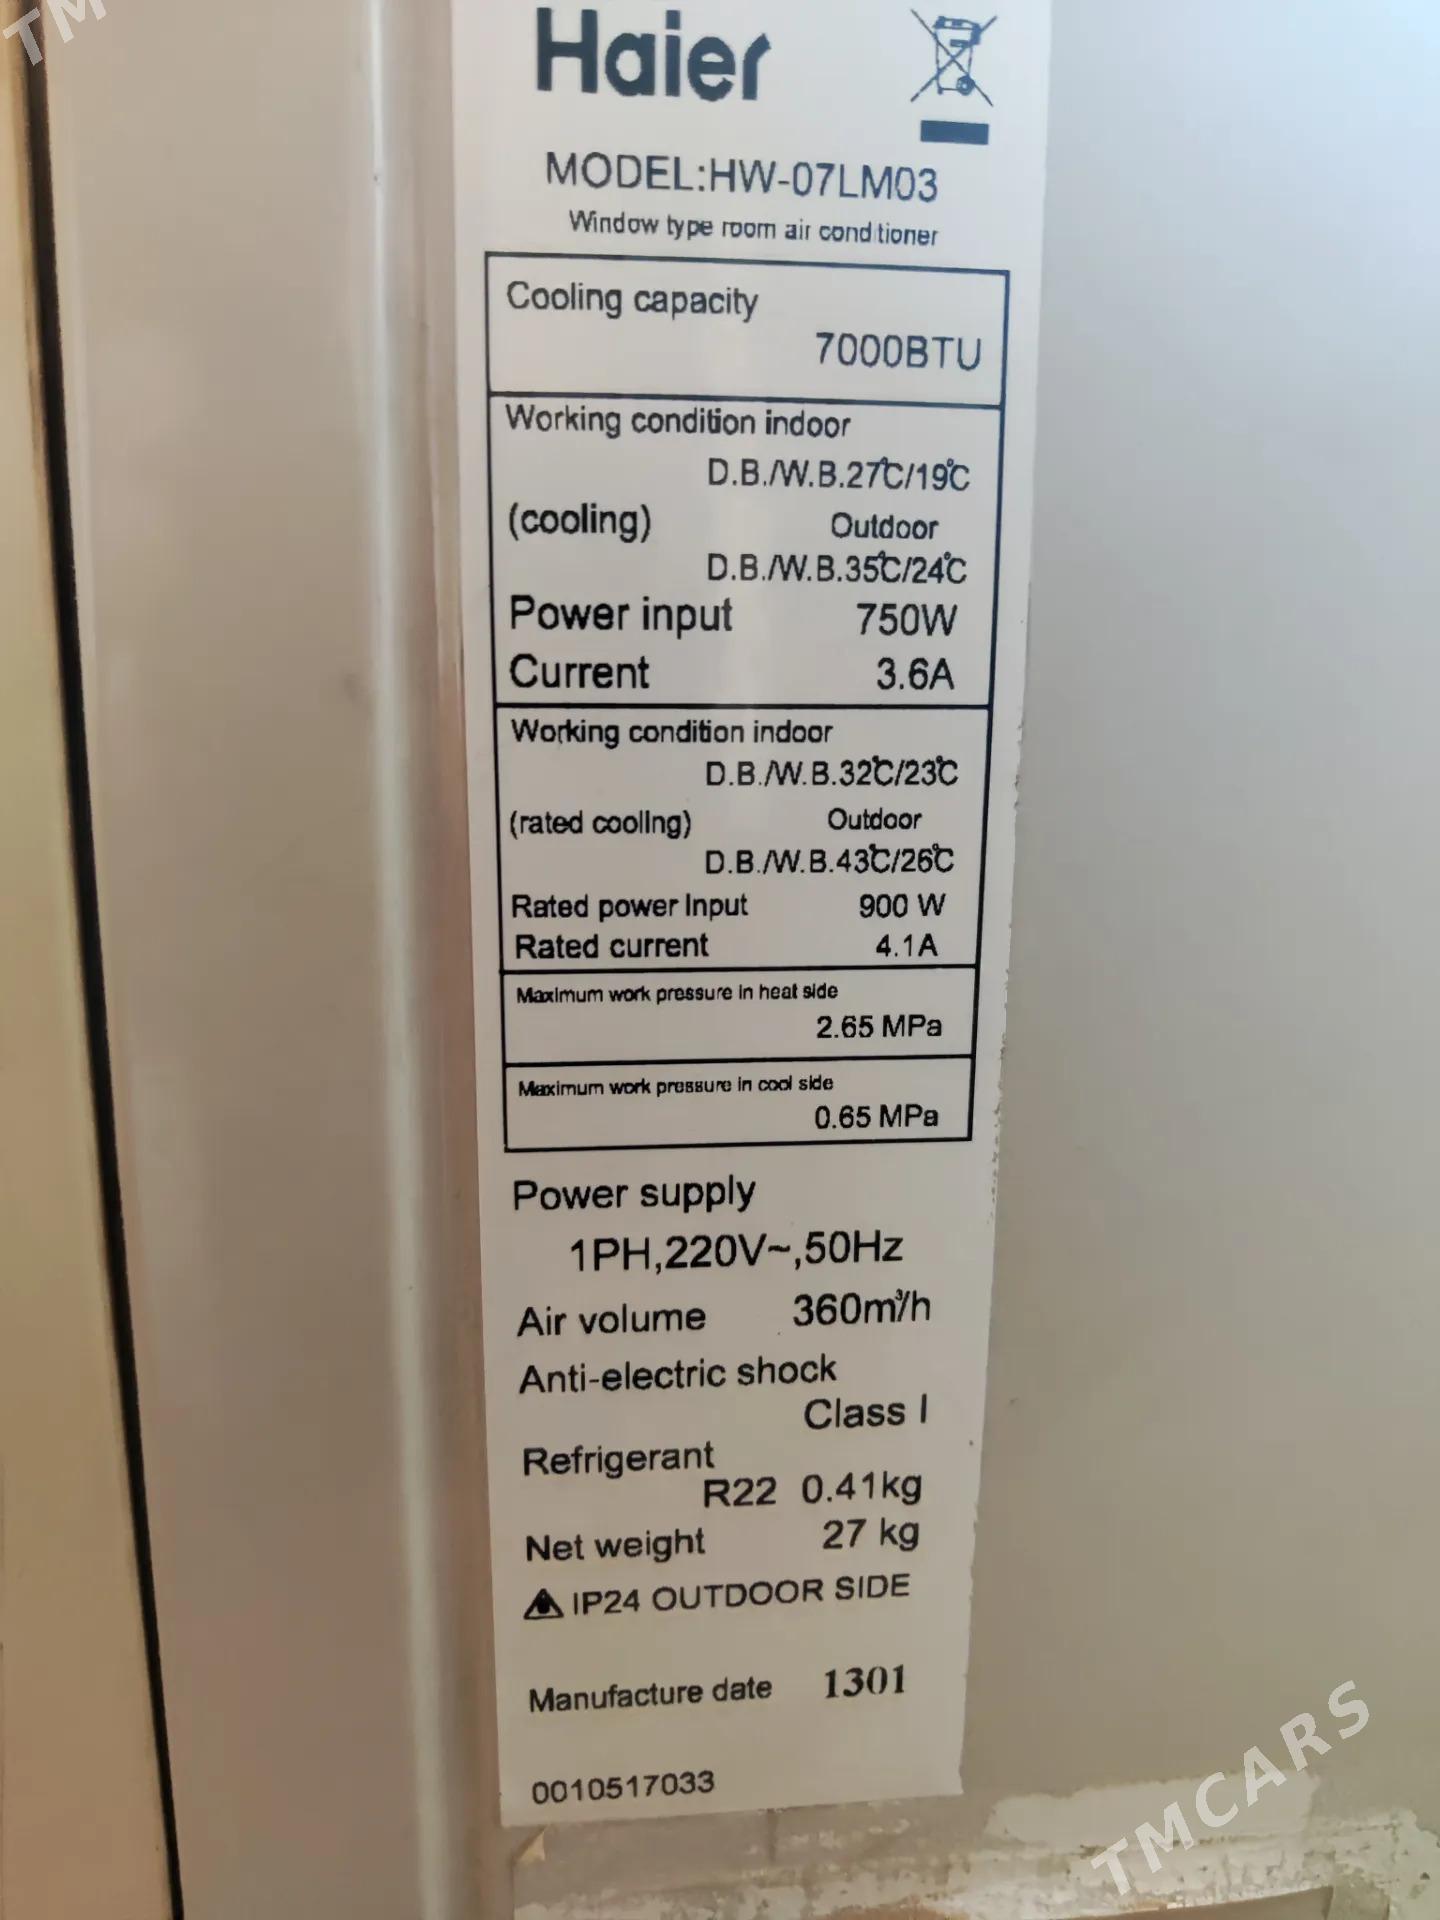 TM
Haier
MODEL:HW-07LM03
Window type room air conditioner
Cooling capacity
7000BTU
Working condition indoor
D.B./W.B.27℃/19℃
(cooling) Outdoor
D.B./W.B.35℃/24℃
Power input 750W
Current 3.6A
Working condition indoor
D.B./W.B.32℃/23℃
(rated cooling) Outdoor
D.B./W.B.43℃/26℃
Rated power Input 900 W
Rated current 4.1A
Maximum work pressure in heat side
2.65 MPa
Maximum work pressure in cool side
0.65 MPa
Power supply
1PH,220V~,50Hz
Air volume 360m³/h
Anti-electric shock
Class I
Refrigerant
R22 0.41kg
Net weight 27 kg
IP24 OUTDOOR SIDE
Manufacture date 1301
0010517033
TMCARS